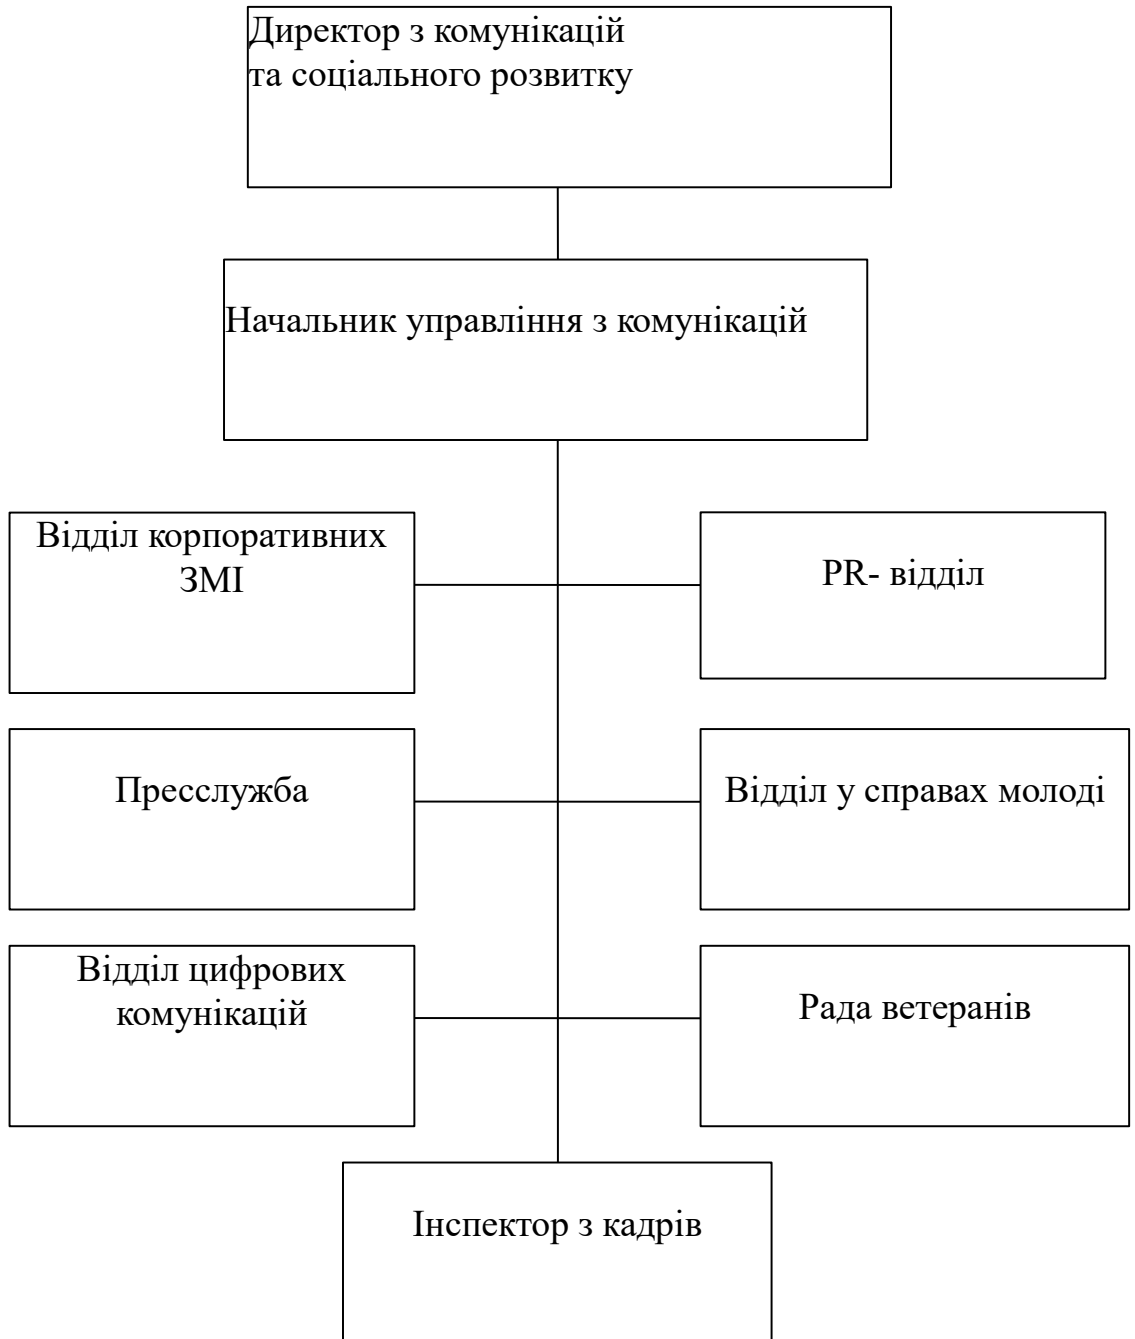 Директор з комунікацій
та соціального розвитку
Начальник управління з комунікацій
Відділ корпоративних
ЗМІ
PR- відділ
Пресслужба
Відділ у справах молоді
Відділ цифрових
комунікацій
Рада ветеранів
Інспектор з кадрів